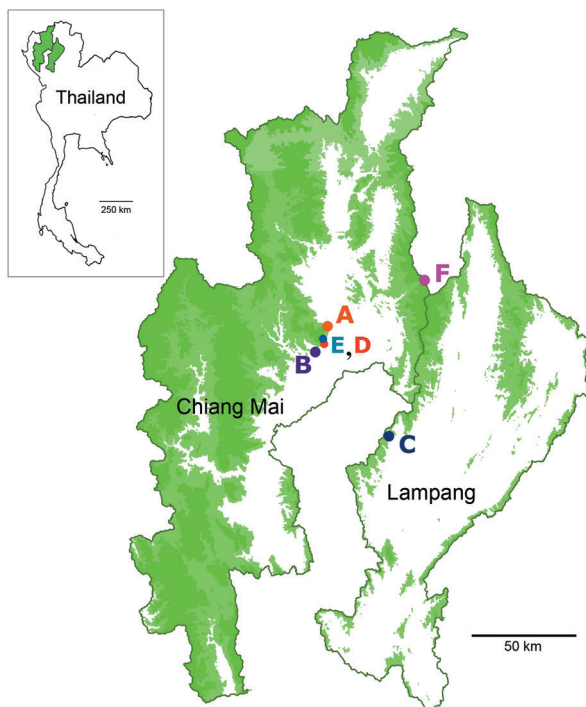 Thailand
250 km
F
A
E, D
B
Chiang Mai
C
Lampang
50 km